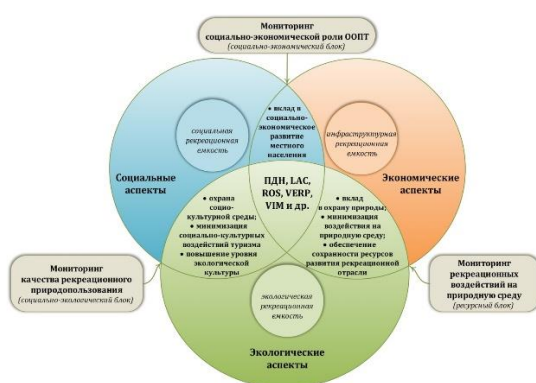 Мониторинг
социально-экономической роли ООПТ
(социально-экономический блок)
социальная
рекреационная
емкость
• вклад в
социально-
экономическое
развитие
местного
населения
инфраструктурная
рекреационная
емкость
Социальные
аспекты
Экономические
аспекты
ПДН, LAC,
ROS, VERP,
VIM и др.
• охрана
социо-
культурной среды;
• минимизация
социально-культурных
воздействий туризма
• повышение уровня
экологической
культуры
• вклад
в охрану природы;
• минимизация
воздействия на
природную среду;
• обеспечение
сохранности ресурсов
развития рекреационной
отрасли
Мониторинг
качества рекреационного
природопользования
(социально-экологический блок)
Мониторинг
рекреационных
воздействий на
природную среду
(ресурсный блок)
экологическая
рекреационная
емкость
Экологические
аспекты